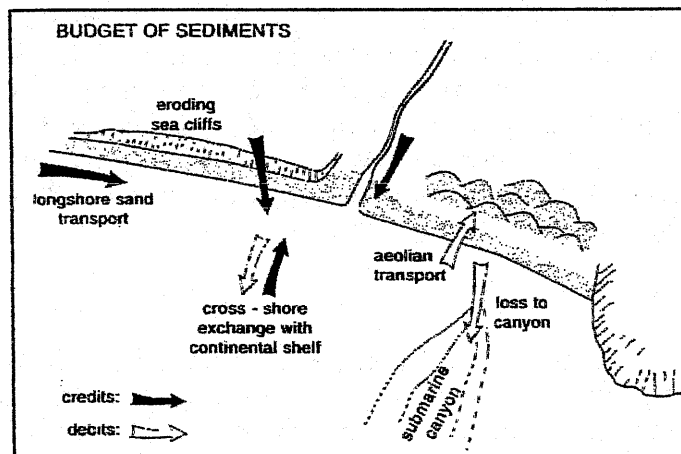 BUDGET OF SEDIMENTS
eroding
sea cliffs
longshore sand
transport
aeolian
transport
cross - shore
exchange with
continental shelf
loss to
canyon
submarine
canyon
credits:
debits: